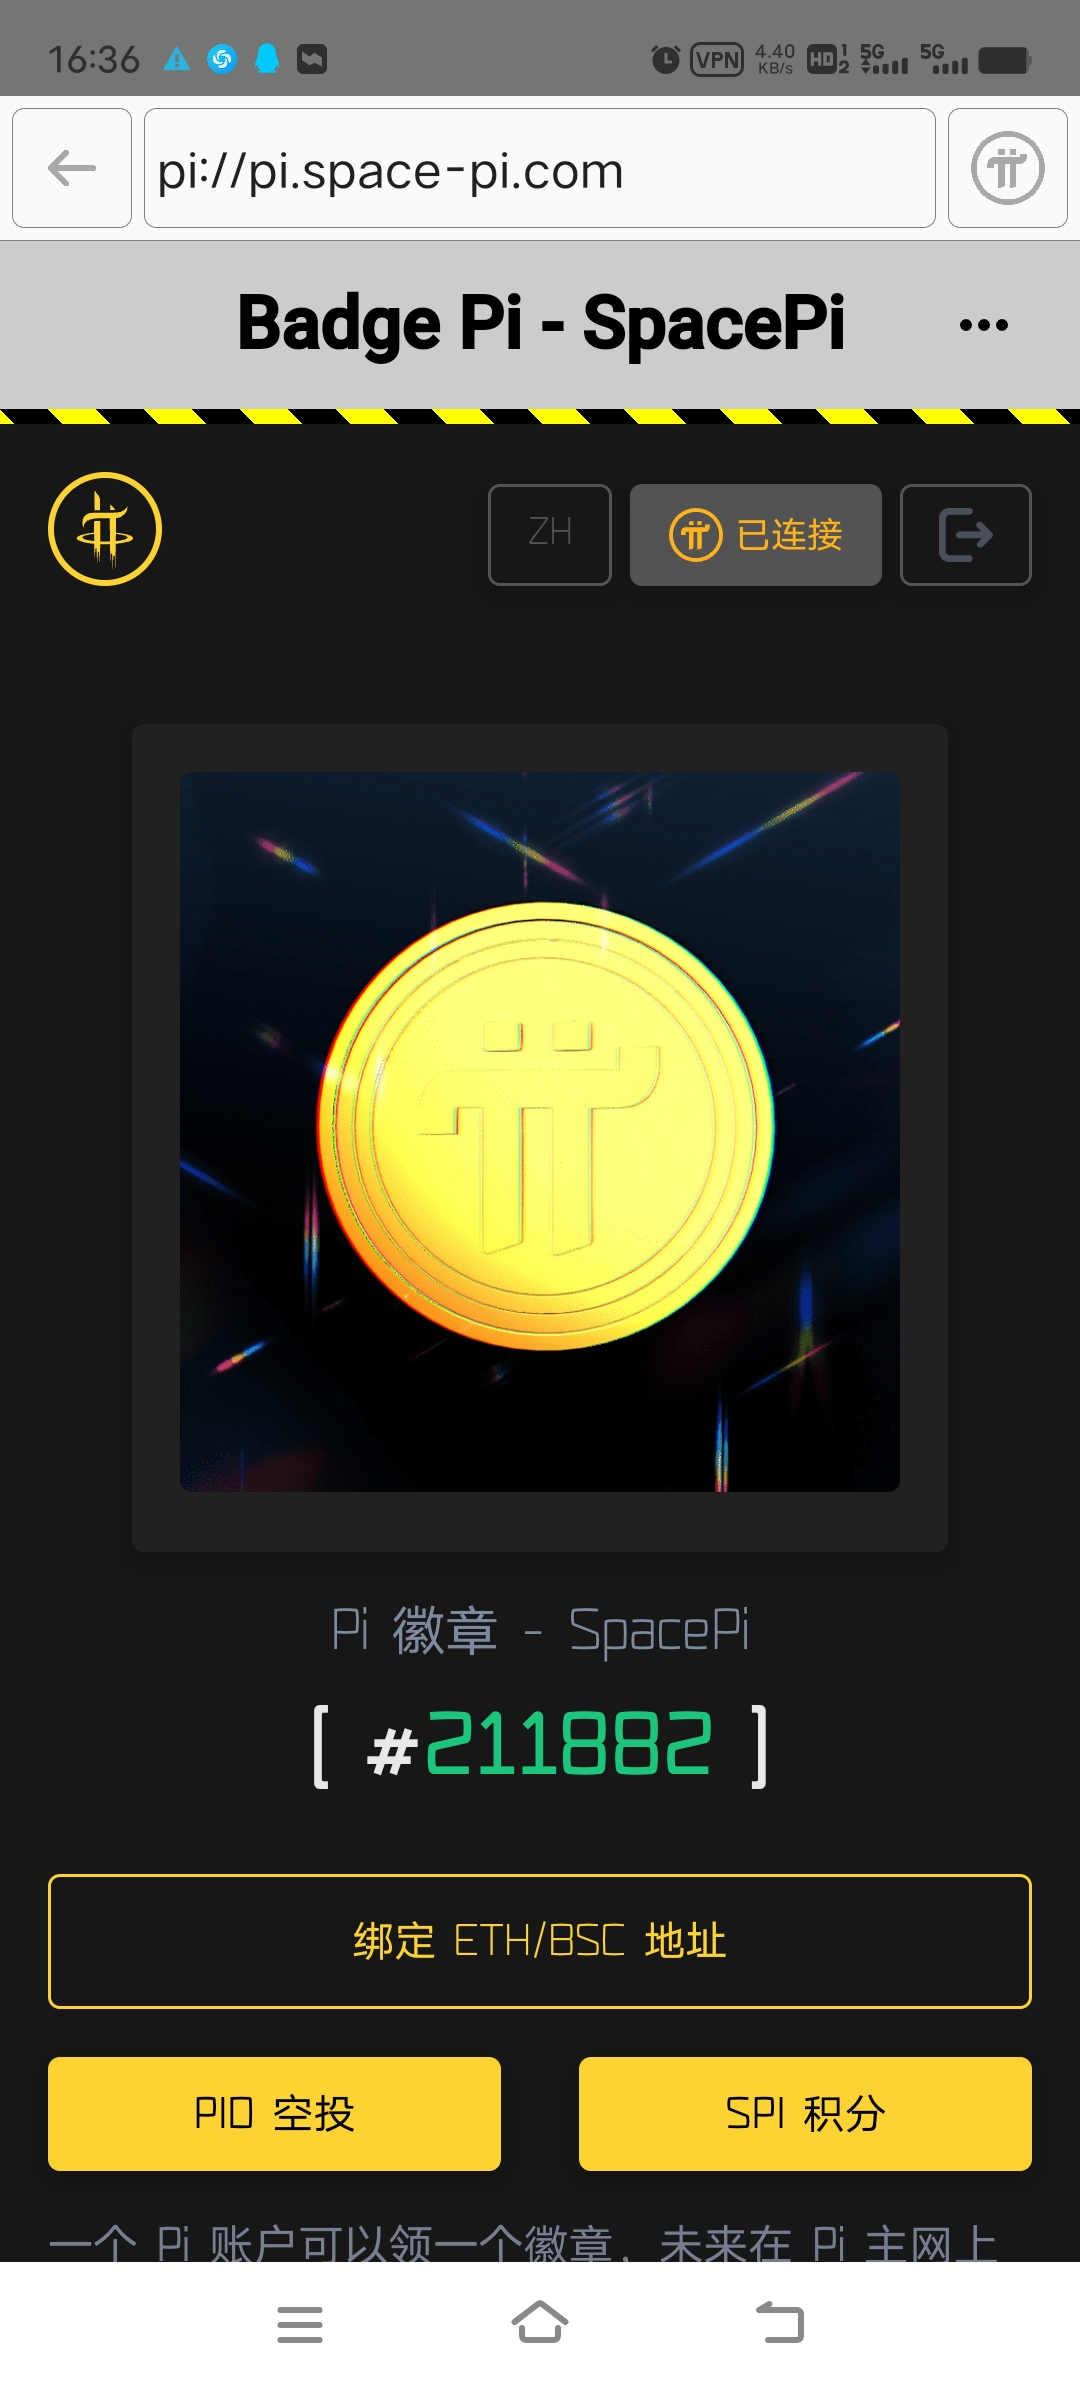 16:36
VPN 4.40 KB/s HD 1 2 5G 5G
pi://pi.space-pi.com
Badge Pi - SpacePi
ZH
已连接
Pi 徽章 - SpacePi
[ #211882 ]
绑定 ETH/BSC 地址
PIO 空投
SPI 积分
一个 Pi 账户可以领一个徽章，未来在 Pi 主网上